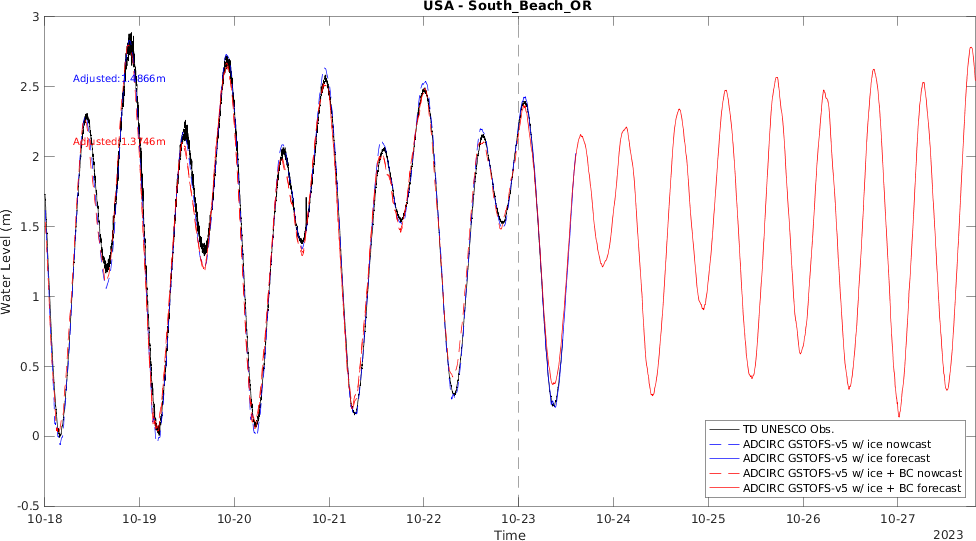 USA - South_Beach_OR
3
2.5
2
1.5
1
0.5
0
-0.5
Water Level (m)
Adjusted:1.4866m
Adjusted:1.3746m
TD UNESCO Obs.
ADCIRC GSTOFS-v5 w/ ice nowcast
ADCIRC GSTOFS-v5 w/ ice forecast
ADCIRC GSTOFS-v5 w/ ice + BC nowcast
ADCIRC GSTOFS-v5 w/ ice + BC forecast
10-18 10-19 10-20 10-21 10-22 10-23 10-24 10-25 10-26 10-27
Time
2023